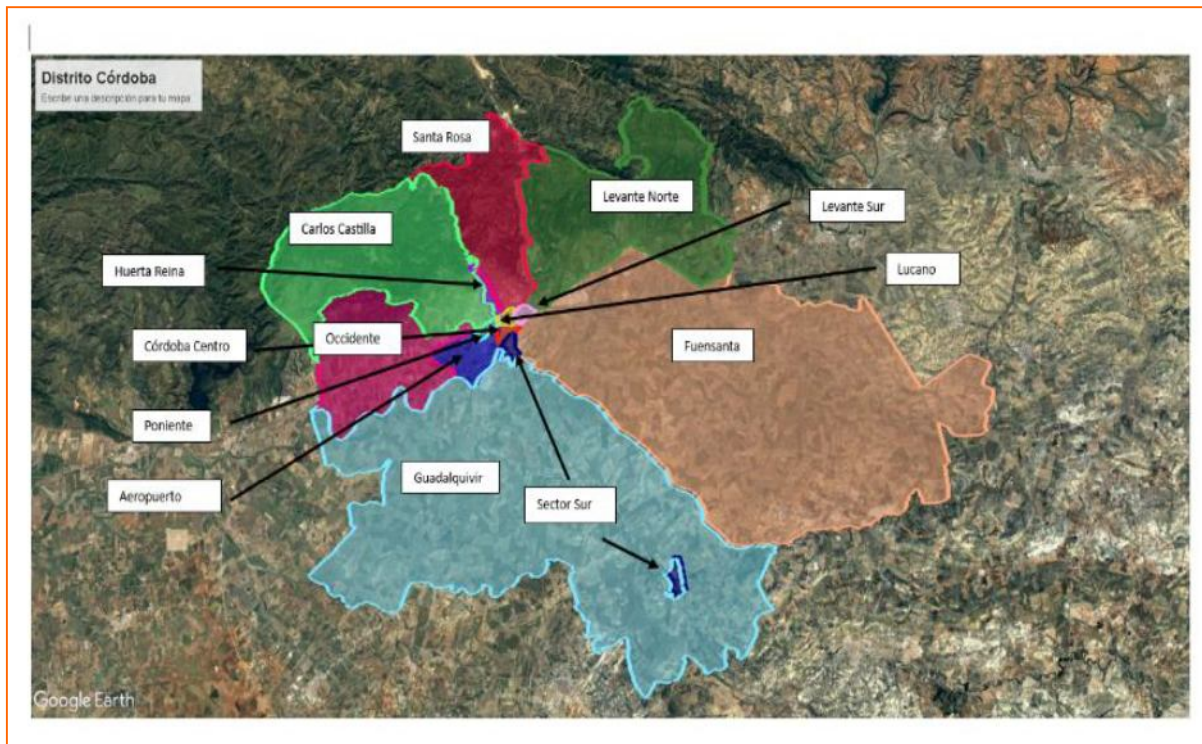 Distrito Córdoba
Escribe una descripción para tu mapa
Santa Rosa
Levante Norte
Levante Sur
Carlos Castilla
Huerta Reina
Lucano
Córdoba Centro
Occidente
Fuensanta
Poniente
Guadalquivir
Aeropuerto
Sector Sur
Google Earth